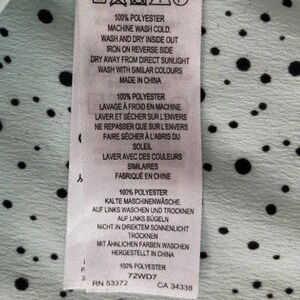 100% POLYESTER
MACHINE WASH COLD.
WASH AND DRY INSIDE OUT
IRON ON REVERSE SIDE
DRY AWAY FROM DIRECT SUNLIGHT
WASH WITH SIMILAR COLOURS
MADE IN CHINA
100% POLYESTER
LAVAGE À FROID EN MACHINE.
LAVER ET SÉCHER SUR L'ENVERS
NE REPASSER QUE SUR L'ENVERS
FAIRE SÉCHER À L'ABRIS DU
SOLEIL
LAVER AVEC DES COULEURS
SIMILAIRES
FABRIQUÉ EN CHINE
100% POLYESTER
KALTE MASCHINENWÄSCHE.
AUF LINKS WASCHEN UND TROCKNEN
AUF LINKS BÜGELN
NICHT IN DIREKTEM SONNENLICHT
TROCKNEN
MIT ÄHNLICHEN FARBEN WASCHEN
HERGESTELLT IN CHINA
100% POLYESTER
72WD7
RN 53372 CA 34338